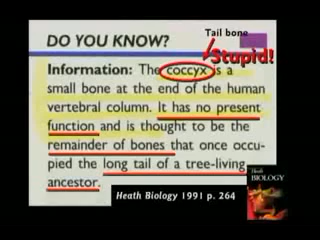 Tail bone
DO YOU KNOW?
Stupid!
Information: The coccyx is a
small bone at the end of the human
vertebral column. It has no present
function and is thought to be the
remainder of bones that once occu-
pied the long tail of a tree-living
ancestor.
Heath Biology 1991 p. 264
Heath
BIOLOGY